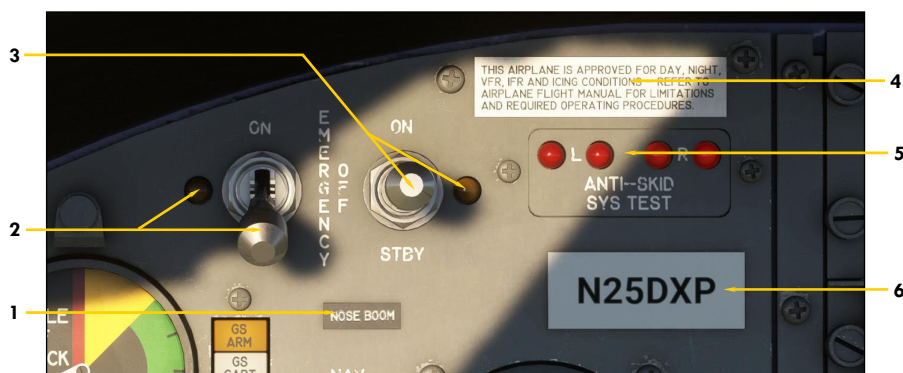 3
THIS AIRPLANE IS APPROVED FOR DAY, NIGHT,
VFR, IFR AND ICING CONDITIONS - REFER TO
AIRPLANE FLIGHT MANUAL FOR LIMITATIONS
AND REQUIRED OPERATING PROCEDURES.
4
ON
EMERGENCY
OFF
ON
L
R
5
ANTI--SKID
SYS TEST
2
STBY
N25DXP
6
1
NOSE BOOM
GS
ARM
GS
CAPT
NAV